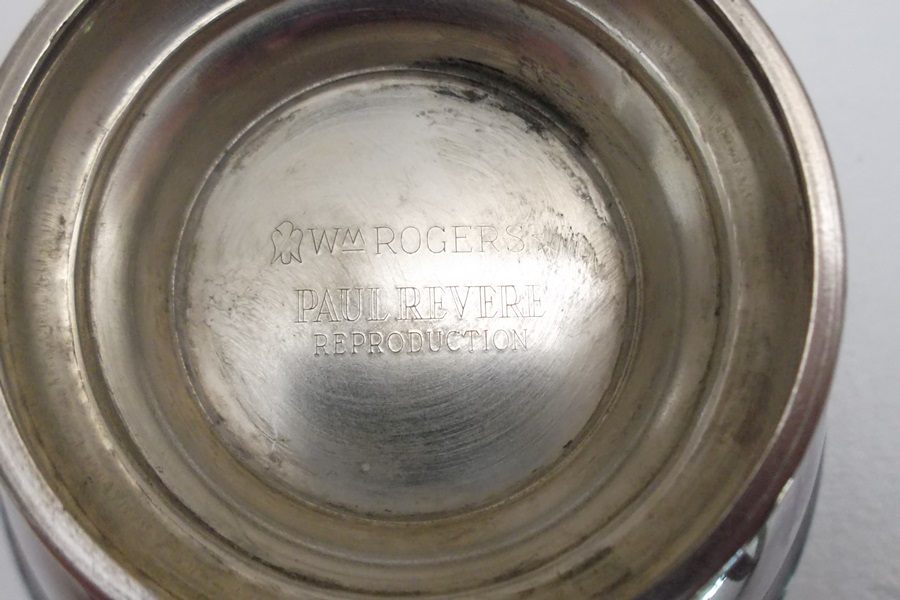 WM ROGERS
PAUL REVERE
REPRODUCTION